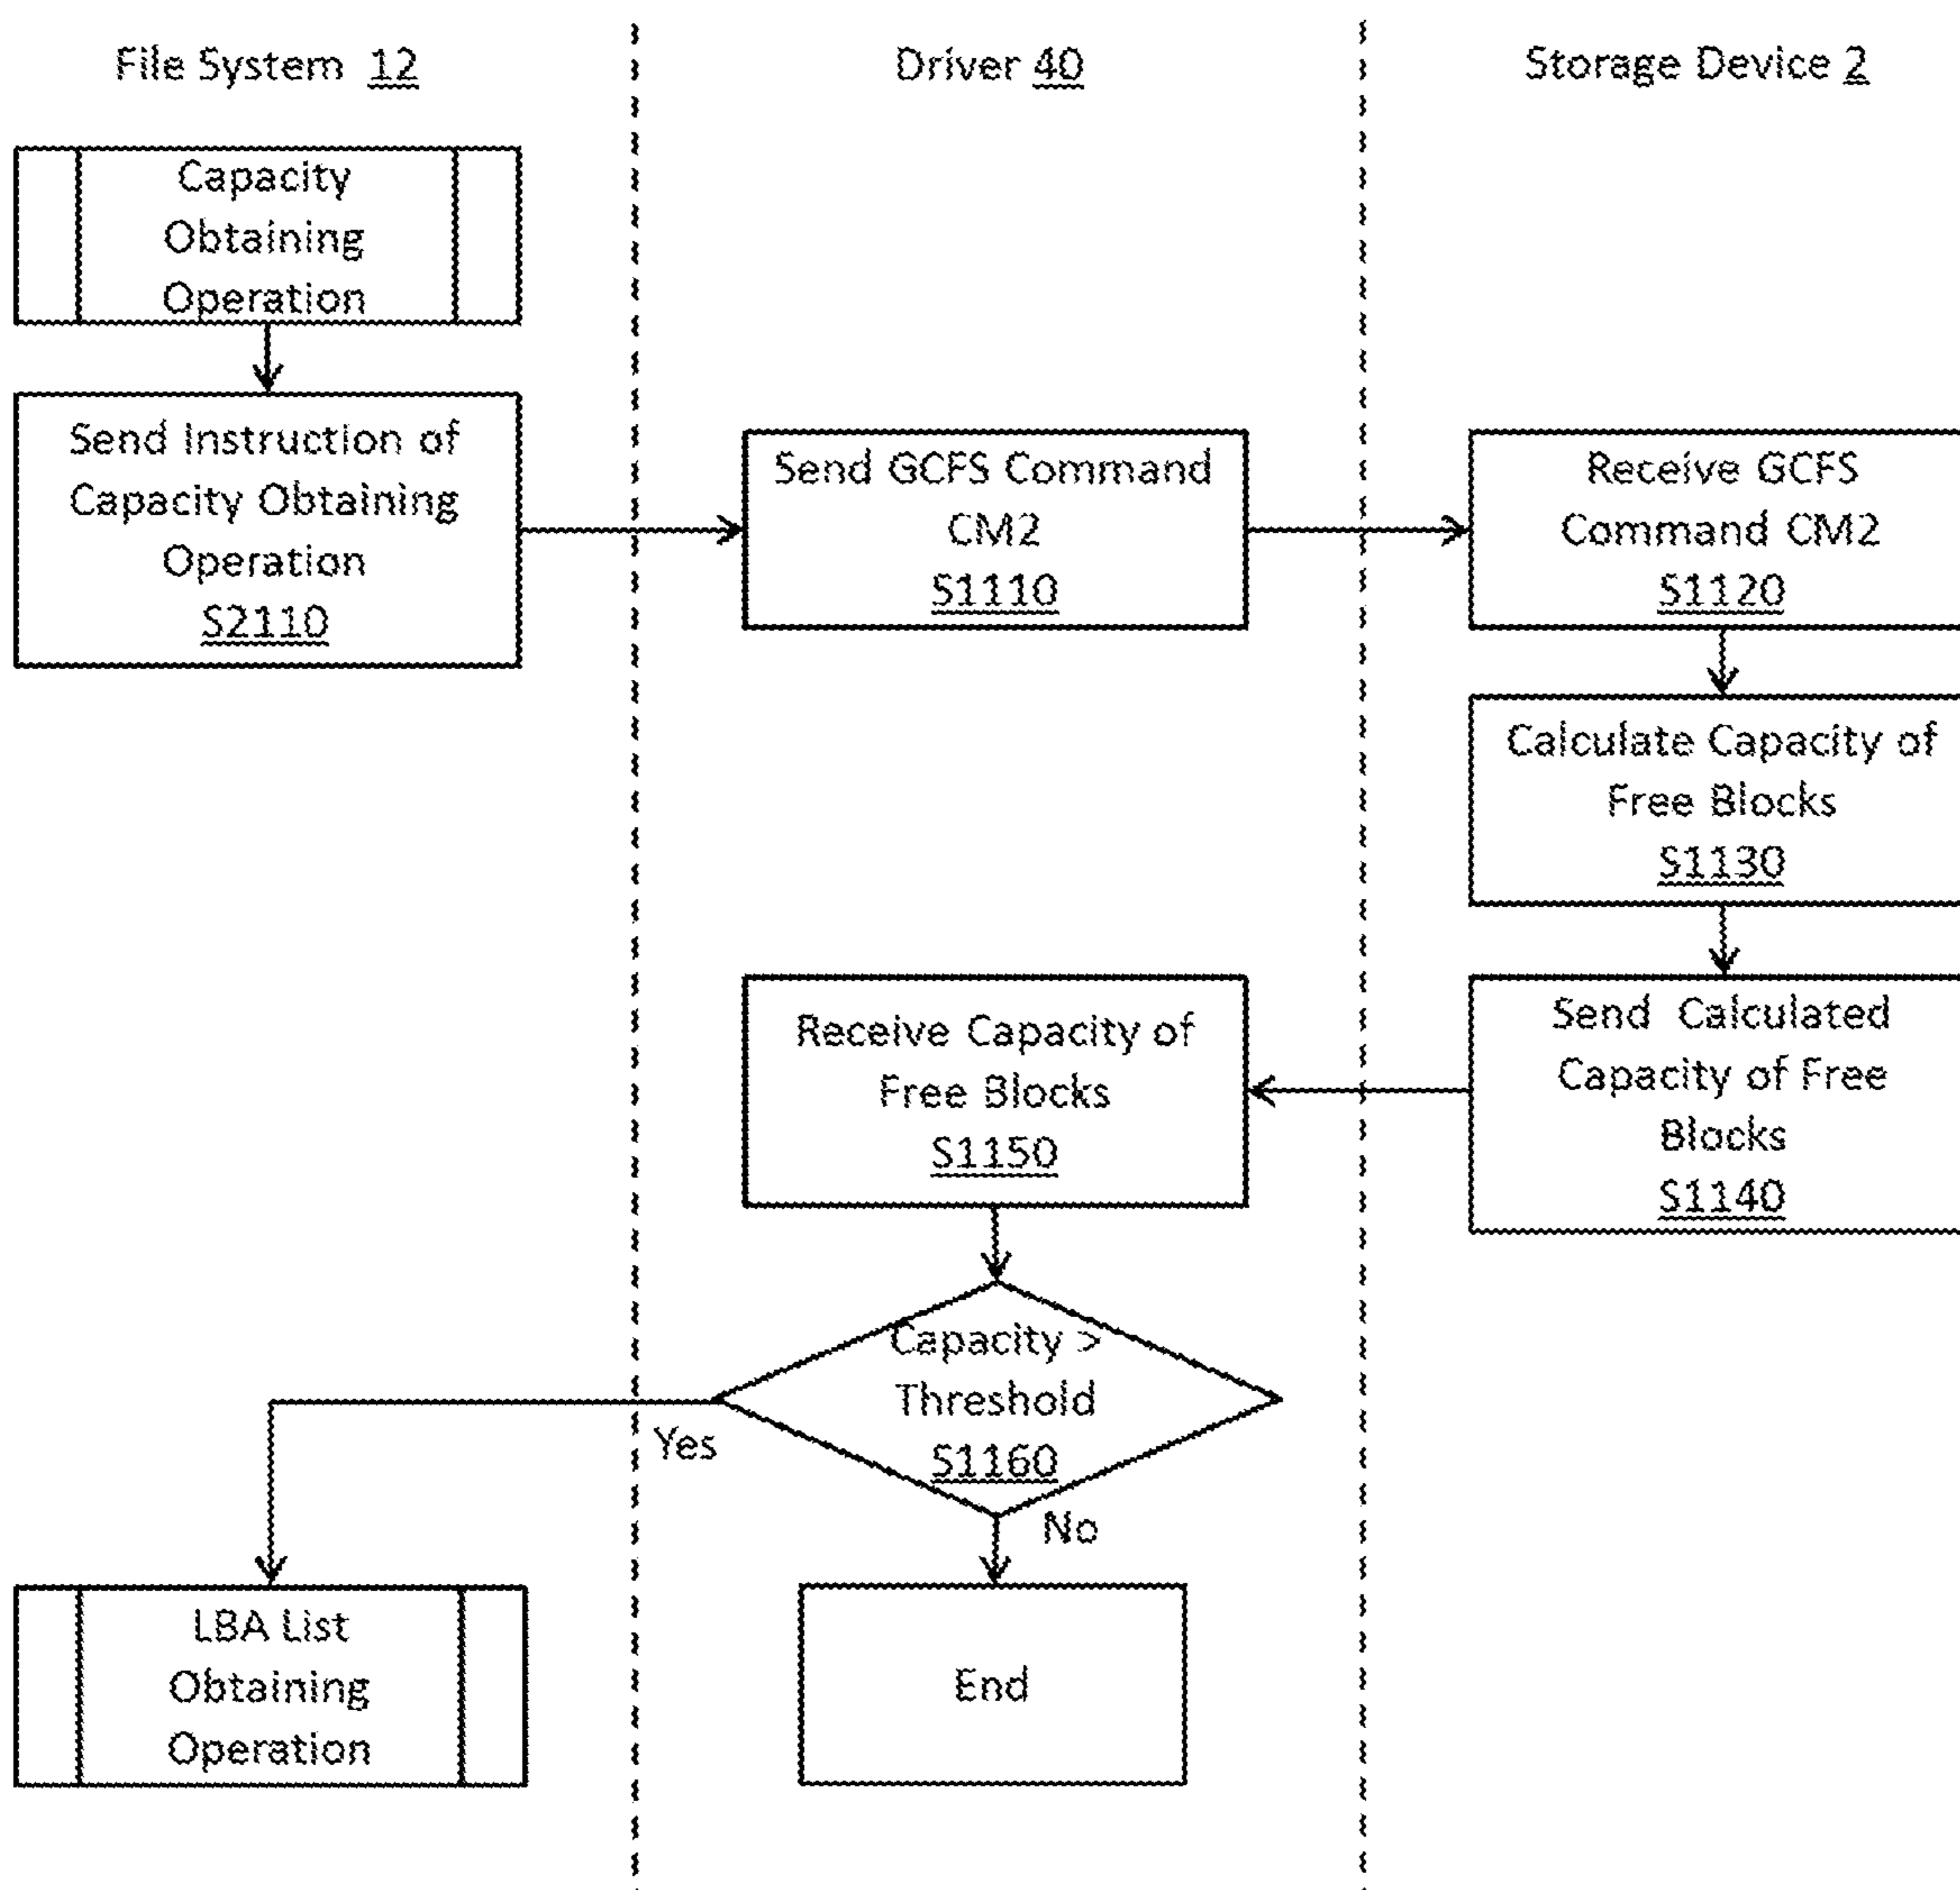 File System 12
Driver 40
Storage Device 2
Capacity
Obtaining
Operation
Send Instruction of
Capacity Obtaining
Operation
S2110
Send GCFS Command
CM2
S1110
Receive GCFS
Command CM2
S1120
Calculate Capacity of
Free Blocks
S1130
Send Calculated
Capacity of Free
Blocks
S1140
Receive Capacity of
Free Blocks
S1150
Capacity >
Threshold
S1160
Yes
No
LBA List
Obtaining
Operation
End